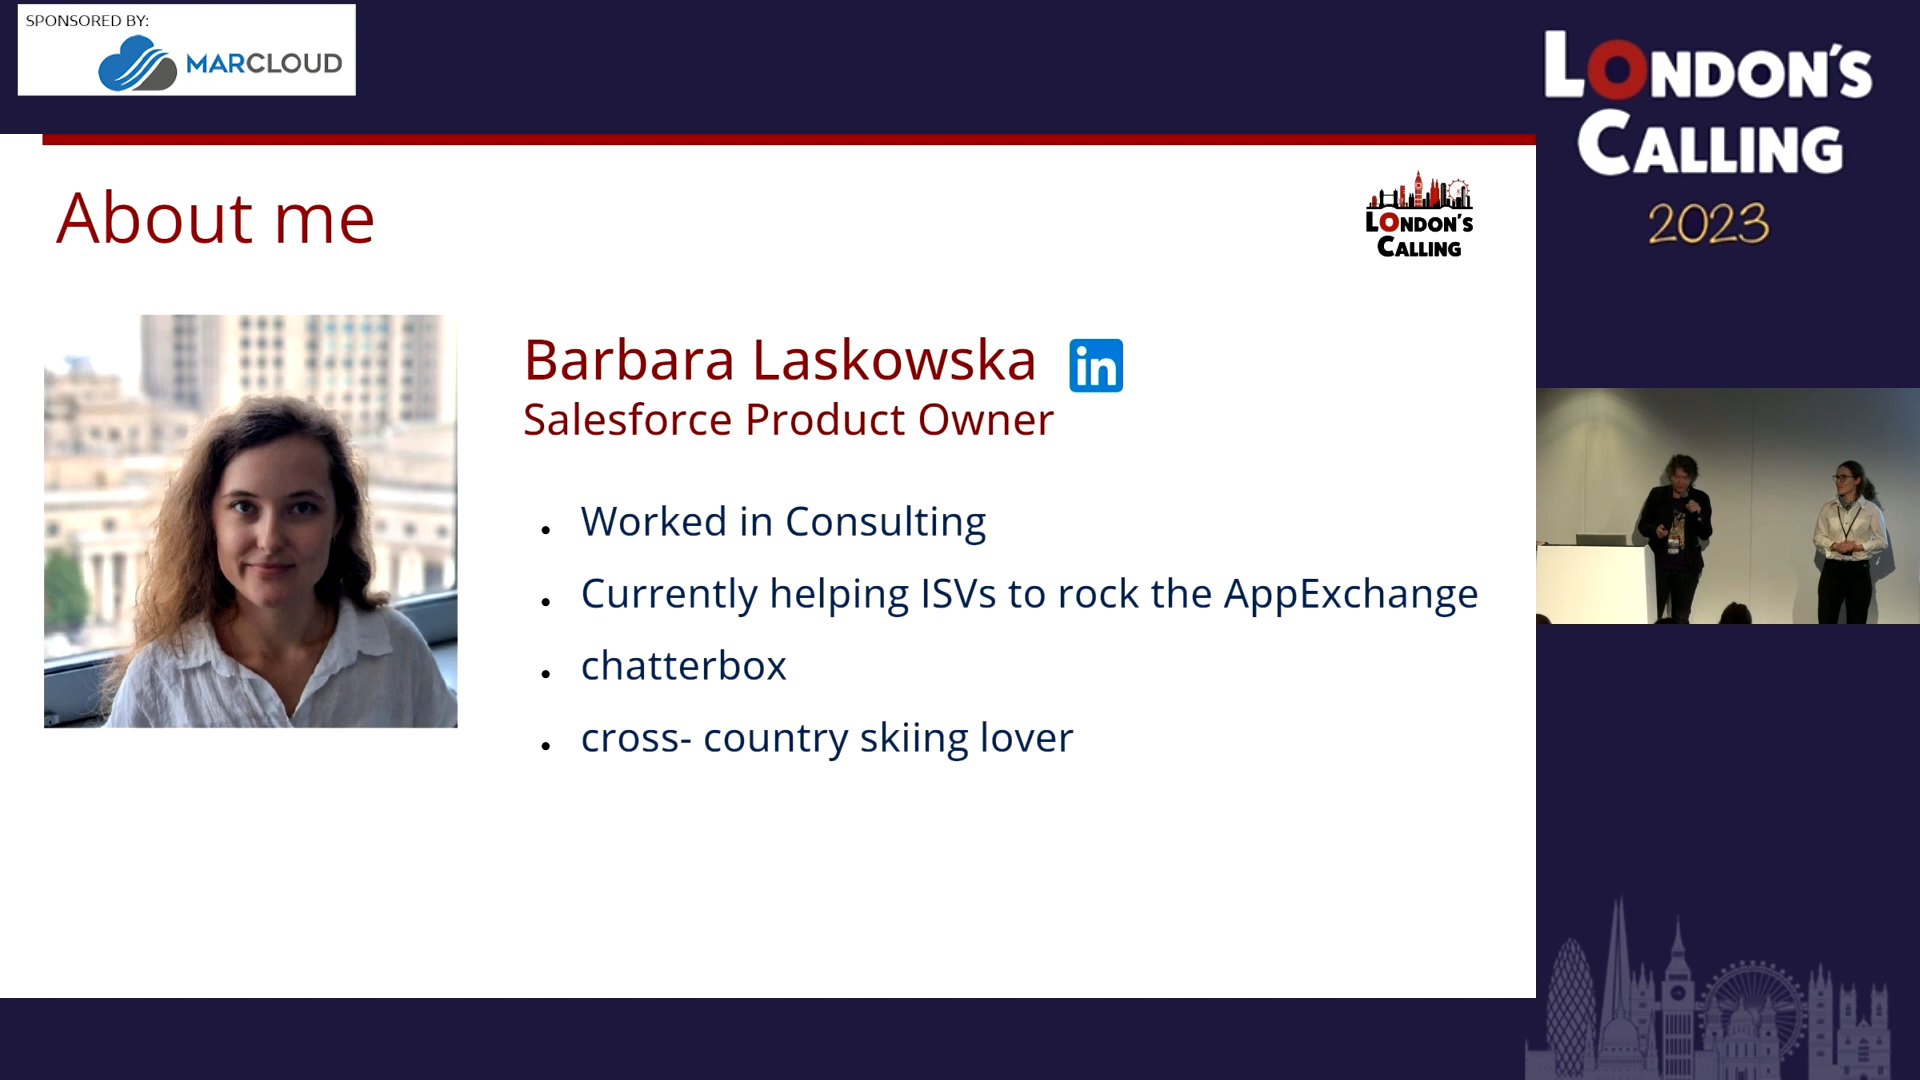 SPONSORED BY:
MARCLOUD
LONDON'S
CALLING
2023
About me
LONDON'S
CALLING
Barbara Laskowska
in
Salesforce Product Owner
Worked in Consulting
Currently helping ISVs to rock the AppExchange
chatterbox
cross- country skiing lover